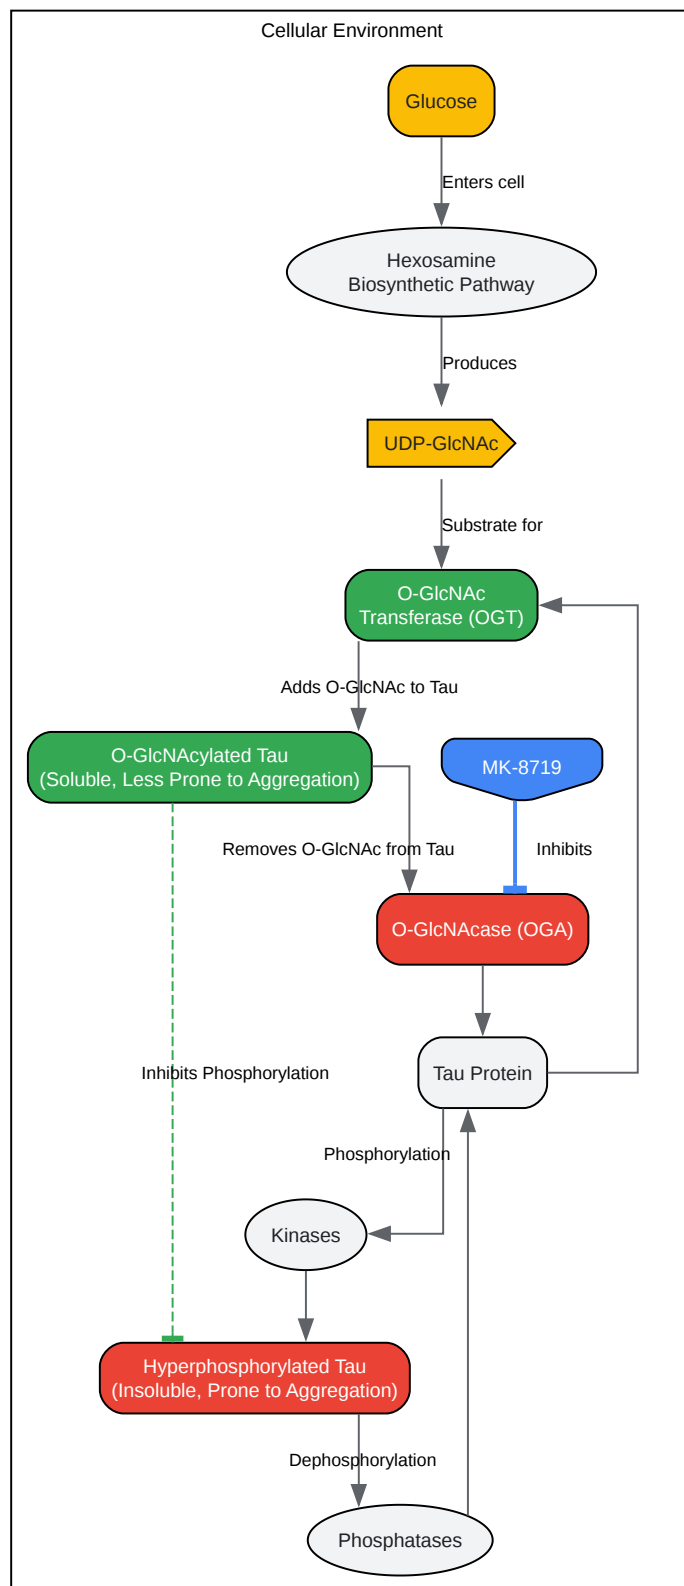 Cellular Environment
Glucose
Enters cell
Hexosamine
Biosynthetic Pathway
Produces
UDP-GlcNAc
Substrate for
O-GlcNAc
Transferase (OGT)
Adds O-GlcNAc to Tau
O-GlcNAcylated Tau
(Soluble, Less Prone to Aggregation)
MK-8719
Removes O-GlcNAc from Tau
Inhibits
O-GlcNAcase (OGA)
Tau Protein
Inhibits Phosphorylation
Phosphorylation
Kinases
Hyperphosphorylated Tau
(Insoluble, Prone to Aggregation)
Dephosphorylation
Phosphatases